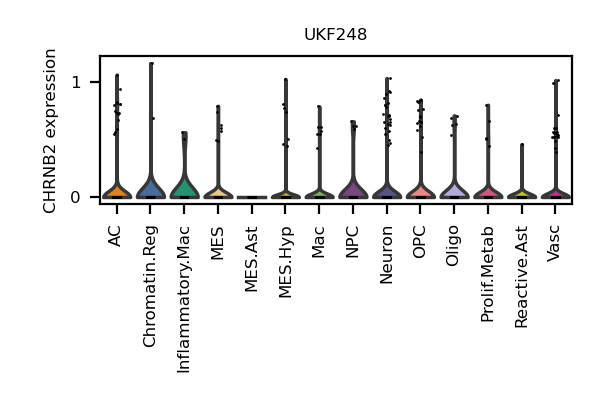 UKF248
CHRNB2 expression
1
0
AC
Chromatin.Reg
Inflammatory.Mac
MES
MES.Ast
MES.Hyp
Mac
NPC
Neuron
OPC
Oligo
Prolif.Metab
Reactive.Ast
Vasc